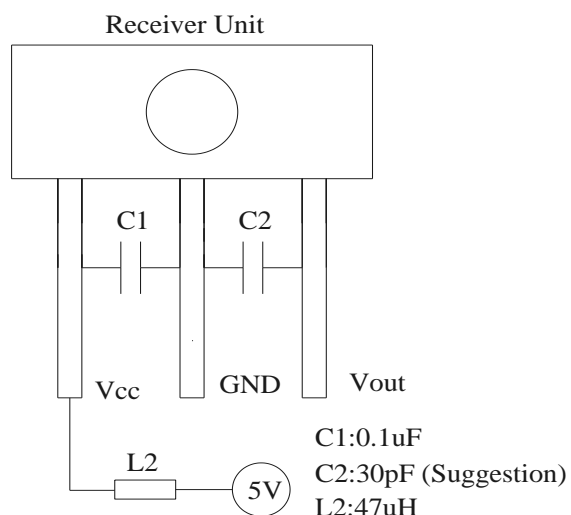 Receiver Unit
C1
C2
Vcc
GND
Vout
L2
5V
C1:0.1uF
C2:30pF (Suggestion)
L2:47uH